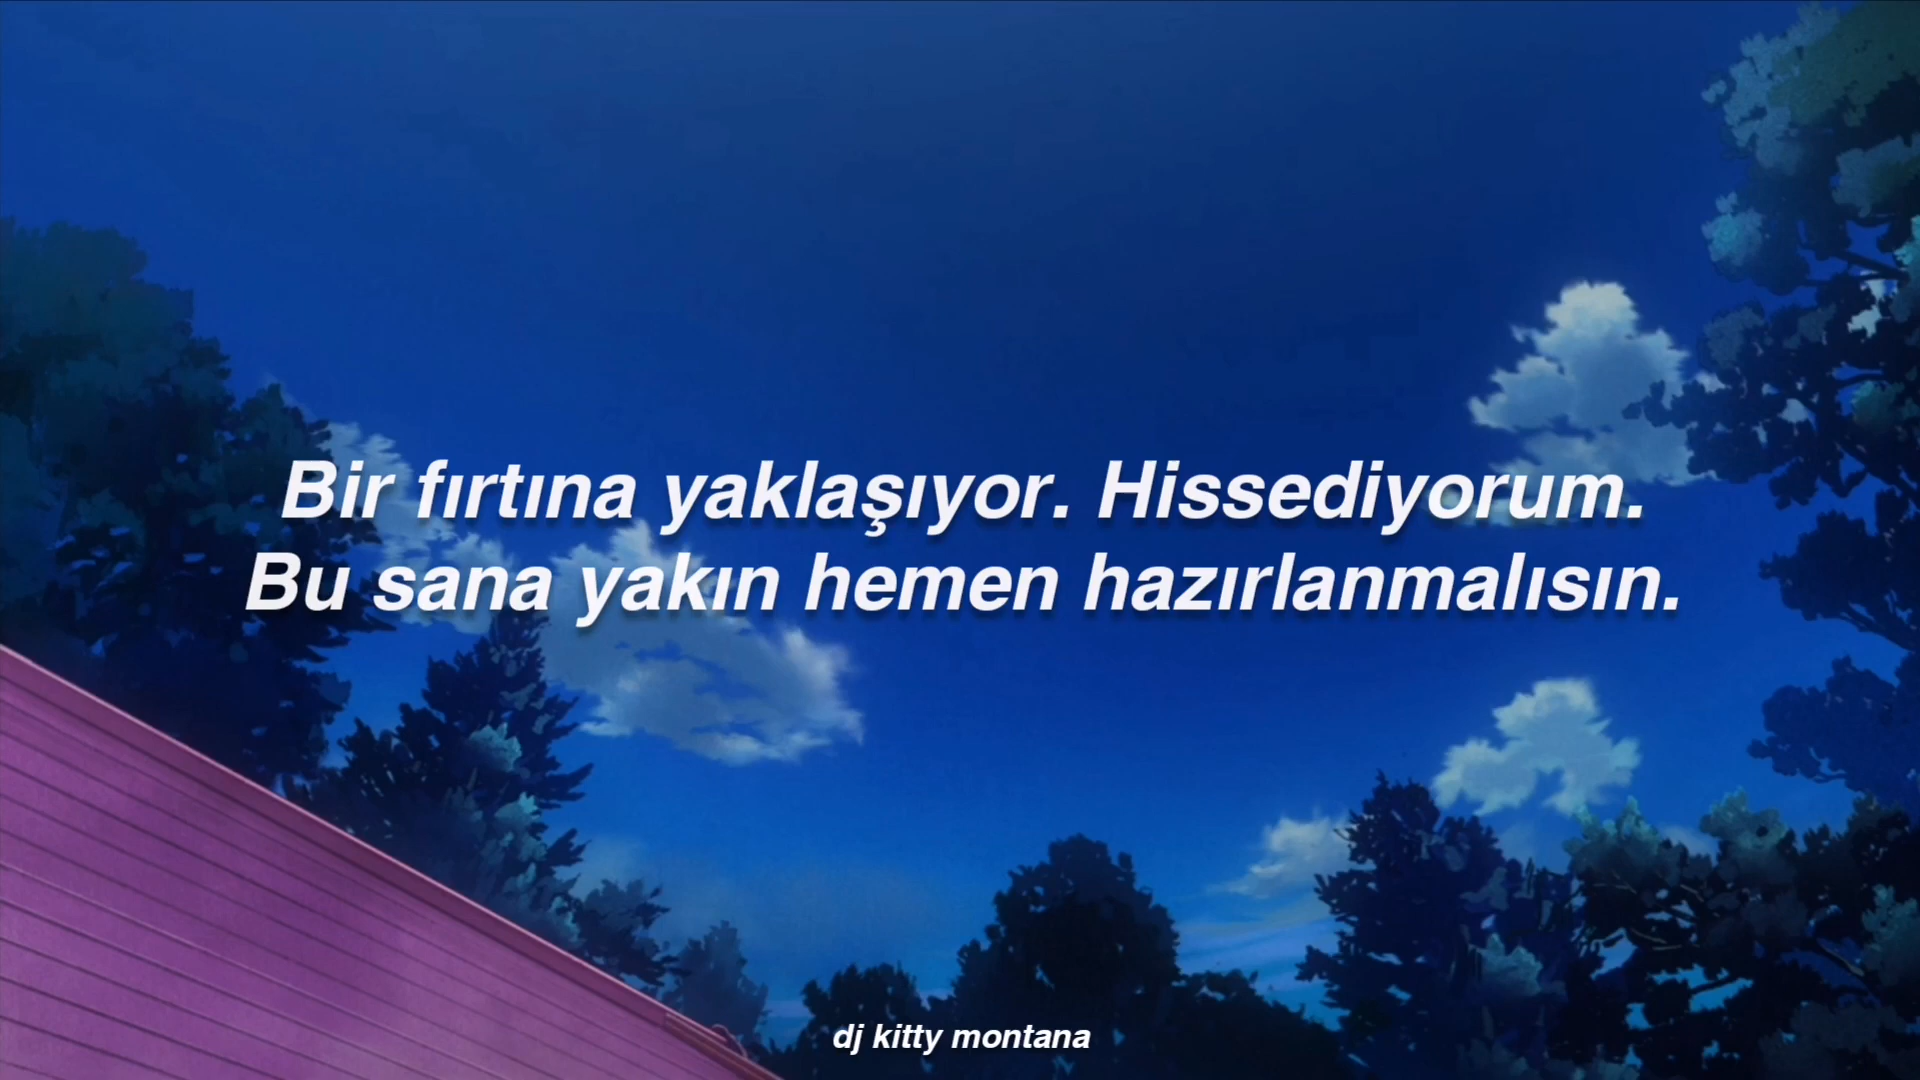 Bir fırtına yaklaşıyor. Hissediyorum.
Bu sana yakın hemen hazırlanmalısın.
dj kitty montana